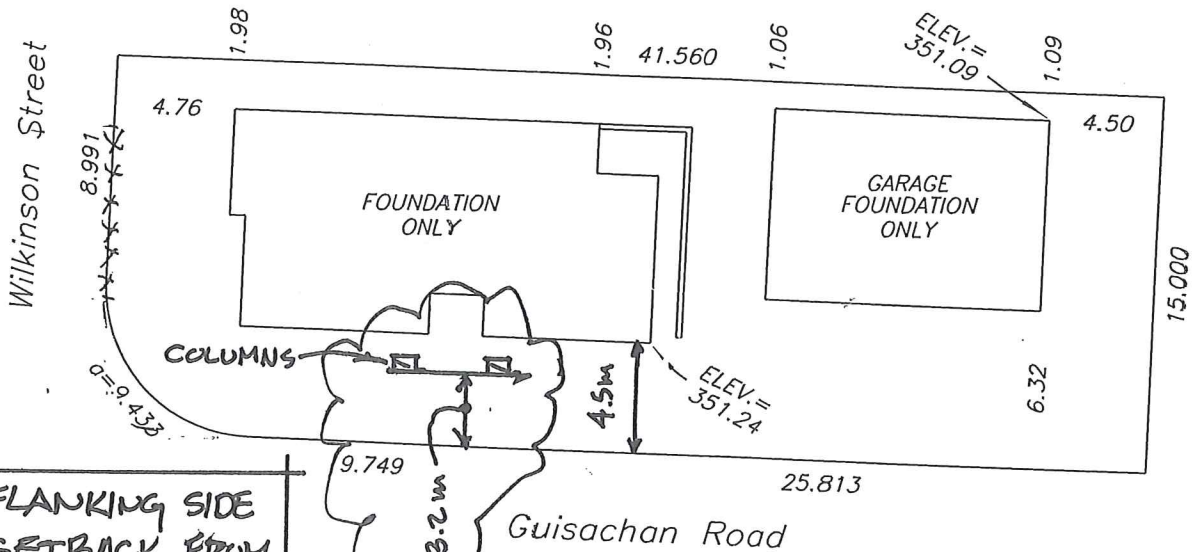 Wilkinson Street
1.98
1.96
41.560
1.06
ELEV.=
351.09
1.09
4.76
4.50
8.991
FOUNDATION
ONLY
GARAGE
FOUNDATION
ONLY
15.000
COLUMNS
4.5m
ELEV.=
351.24
6.32
a=9.433
9.749
3.2m
25.813
Guisachan Road
FLANKING SIDE
SETBACK FROM